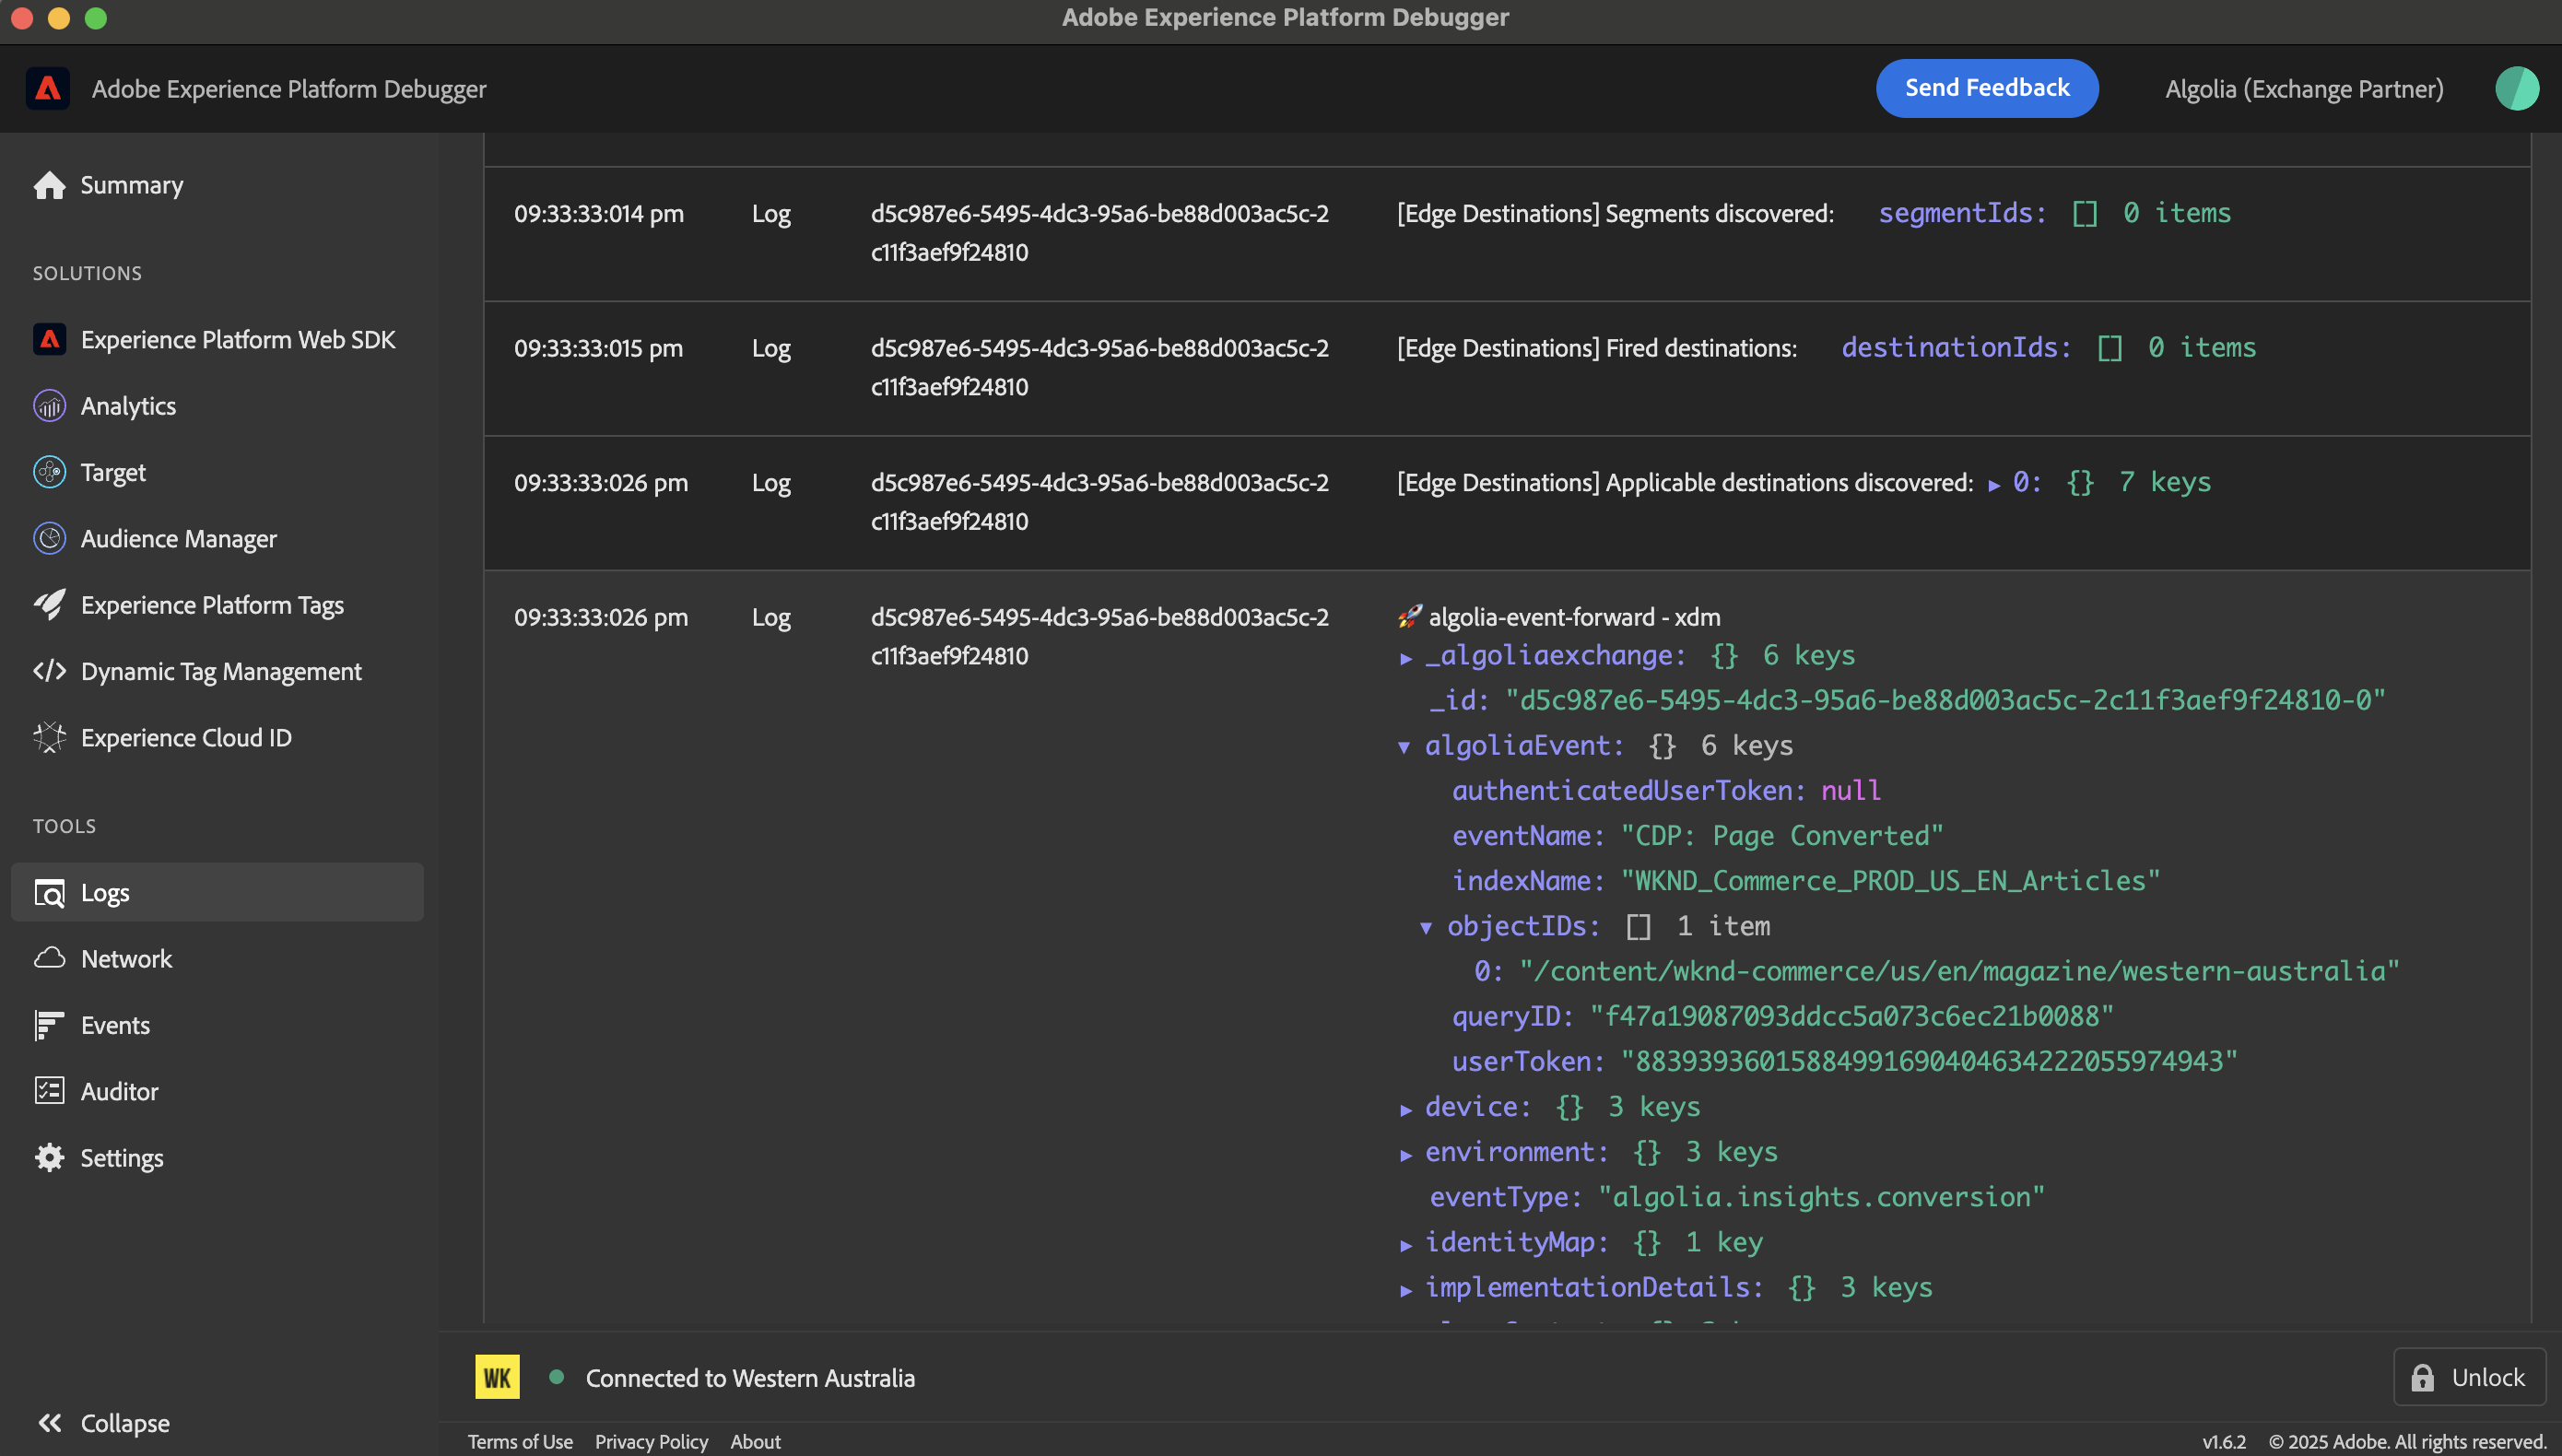 Adobe Experience Platform Debugger
Adobe Experience Platform Debugger
Send Feedback
Algolia (Exchange Partner)
Summary
SOLUTIONS
Experience Platform Web SDK
Analytics
Target
Audience Manager
Experience Platform Tags
Dynamic Tag Management
Experience Cloud ID
TOOLS
Logs
Network
Events
Auditor
Settings
Collapse
09:33:33:014 pm Log d5c987e6-5495-4dc3-95a6-be88d003ac5c-2 [Edge Destinations] Segments discovered: segmentIds: [] 0 items
c11f3aef9f24810
09:33:33:015 pm Log d5c987e6-5495-4dc3-95a6-be88d003ac5c-2 [Edge Destinations] Fired destinations: destinationIds: [] 0 items
c11f3aef9f24810
09:33:33:026 pm Log d5c987e6-5495-4dc3-95a6-be88d003ac5c-2 [Edge Destinations] Applicable destinations discovered: ▸ 0: {} 7 keys
c11f3aef9f24810
09:33:33:026 pm Log d5c987e6-5495-4dc3-95a6-be88d003ac5c-2 🚀 algolia-event-forward - xdm
c11f3aef9f24810
▸ _algoliaexchange: {} 6 keys
_id: "d5c987e6-5495-4dc3-95a6-be88d003ac5c-2c11f3aef9f24810-0"
▾ algoliaEvent: {} 6 keys
authenticatedUserToken: null
eventName: "CDP: Page Converted"
indexName: "WKND_Commerce_PROD_US_EN_Articles"
▾ objectIDs: [] 1 item
0: "/content/wknd-commerce/us/en/magazine/western-australia"
queryID: "f47a19087093ddcc5a073c6ec21b0088"
userToken: "88393936015884991690404634222055974943"
▸ device: {} 3 keys
▸ environment: {} 3 keys
eventType: "algolia.insights.conversion"
▸ identityMap: {} 1 key
▸ implementationDetails: {} 3 keys
WK
Connected to Western Australia
Unlock
Terms of Use Privacy Policy About
v1.6.2 © 2025 Adobe. All rights reserved.